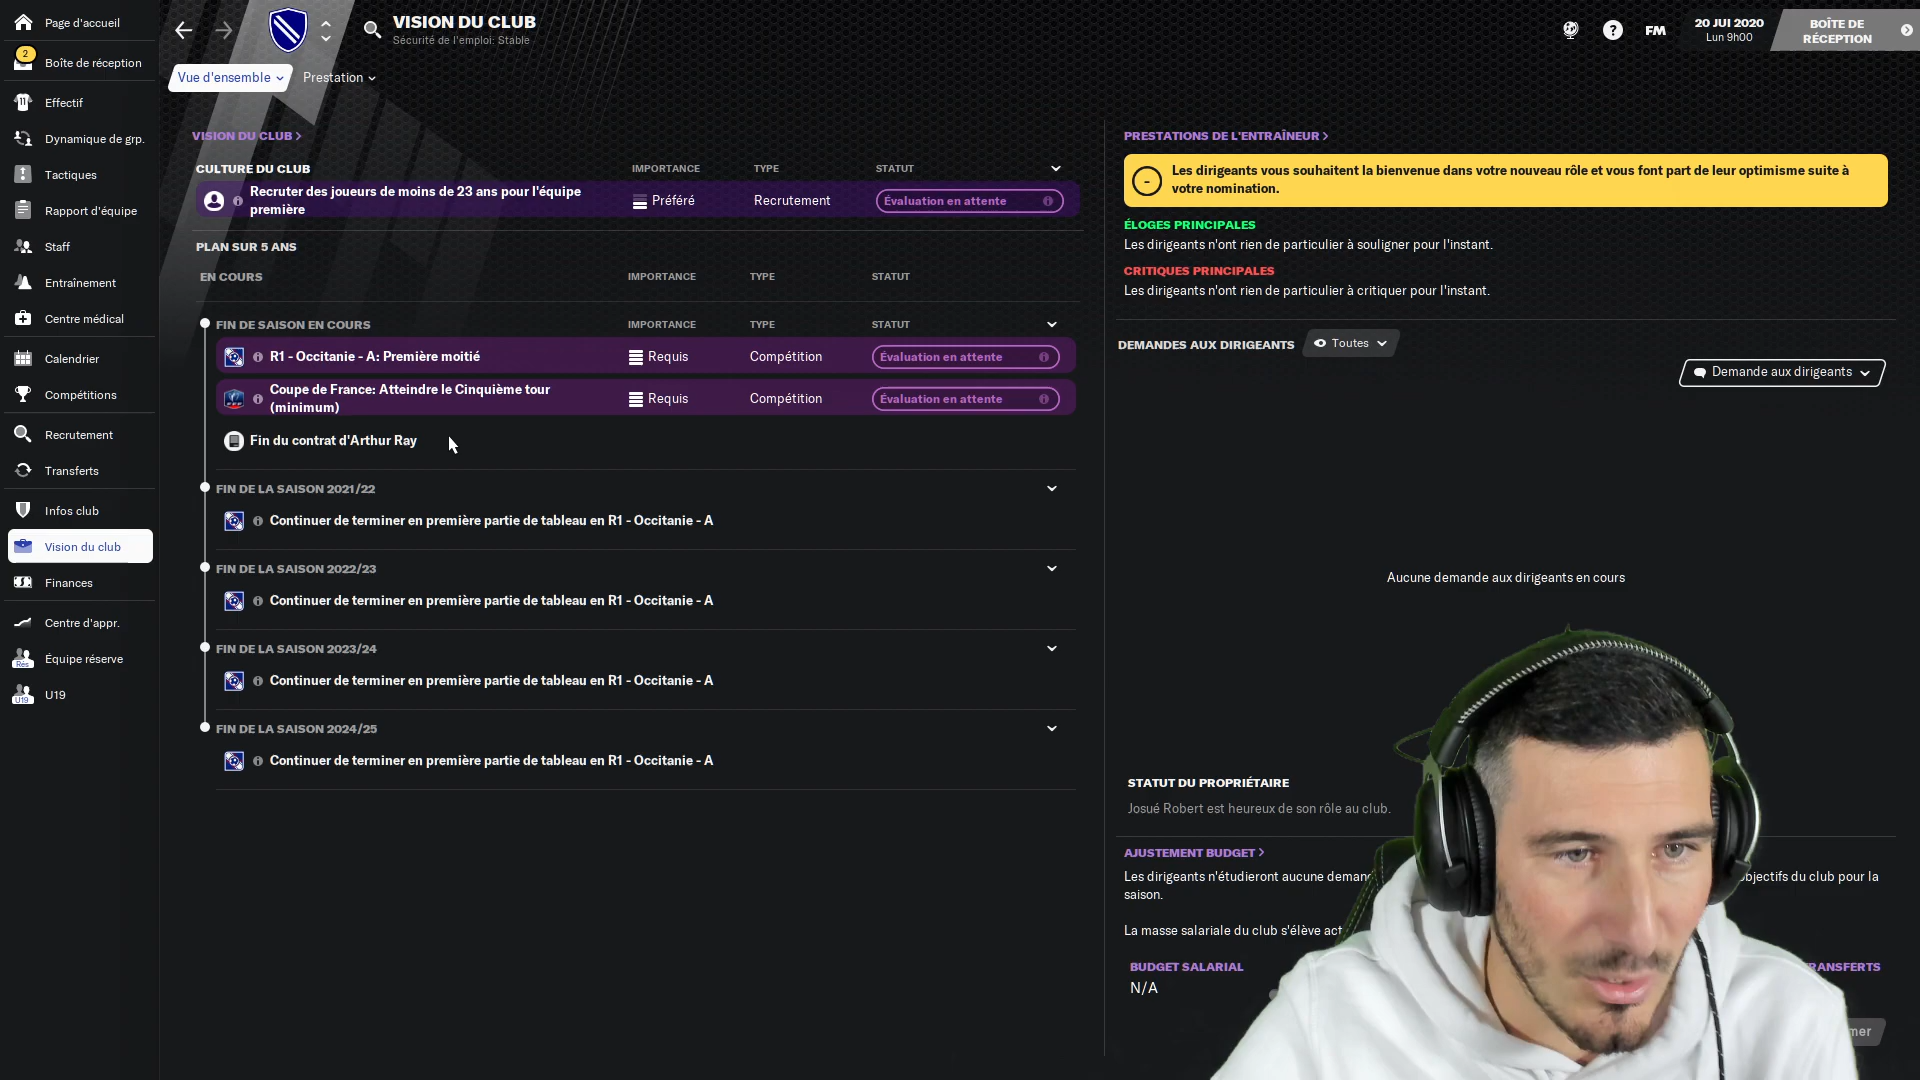 Page d'accueil
2
Boîte de réception
Effectif
Dynamique de grp.
Tactiques
Rapport d'équipe
Staff
Entraînement
Centre médical
Calendrier
Compétitions
Recrutement
Transferts
Infos club
Vision du club
Finances
Centre d'appr.
Rés
Équipe réserve
U19
U19
VISION DU CLUB
Sécurité de l'emploi: Stable
?
FM
20 JUI 2020
Lun 9h00
BOÎTE DE
RÉCEPTION
Vue d'ensemble
Prestation
VISION DU CLUB >
CULTURE DU CLUB IMPORTANCE TYPE STATUT
Recruter des joueurs de moins de 23 ans pour l'équipe
première
Préféré Recrutement Évaluation en attente
PLAN SUR 5 ANS
EN COURS IMPORTANCE TYPE STATUT
FIN DE SAISON EN COURS IMPORTANCE TYPE STATUT
R1 - Occitanie - A: Première moitié Requis Compétition Évaluation en attente
Coupe de France: Atteindre le Cinquième tour
(minimum)
Requis Compétition Évaluation en attente
Fin du contrat d'Arthur Ray
FIN DE LA SAISON 2021/22
Continuer de terminer en première partie de tableau en R1 - Occitanie - A
FIN DE LA SAISON 2022/23
Continuer de terminer en première partie de tableau en R1 - Occitanie - A
FIN DE LA SAISON 2023/24
Continuer de terminer en première partie de tableau en R1 - Occitanie - A
FIN DE LA SAISON 2024/25
Continuer de terminer en première partie de tableau en R1 - Occitanie - A
PRESTATIONS DE L'ENTRAÎNEUR >
Les dirigeants vous souhaitent la bienvenue dans votre nouveau rôle et vous font part de leur optimisme suite à
votre nomination.
ÉLOGES PRINCIPALES
Les dirigeants n'ont rien de particulier à souligner pour l'instant.
CRITIQUES PRINCIPALES
Les dirigeants n'ont rien de particulier à critiquer pour l'instant.
DEMANDES AUX DIRIGEANTS Toutes
Demande aux dirigeants
Aucune demande aux dirigeants en cours
STATUT DU PROPRIÉTAIRE
Josué Robert est heureux de son rôle au club.
AJUSTEMENT BUDGET >
Les dirigeants n'étudieront aucune deman objectifs du club pour la
saison.
La masse salariale du club s'élève act
BUDGET SALARIAL RANSFERTS
N/A
mer